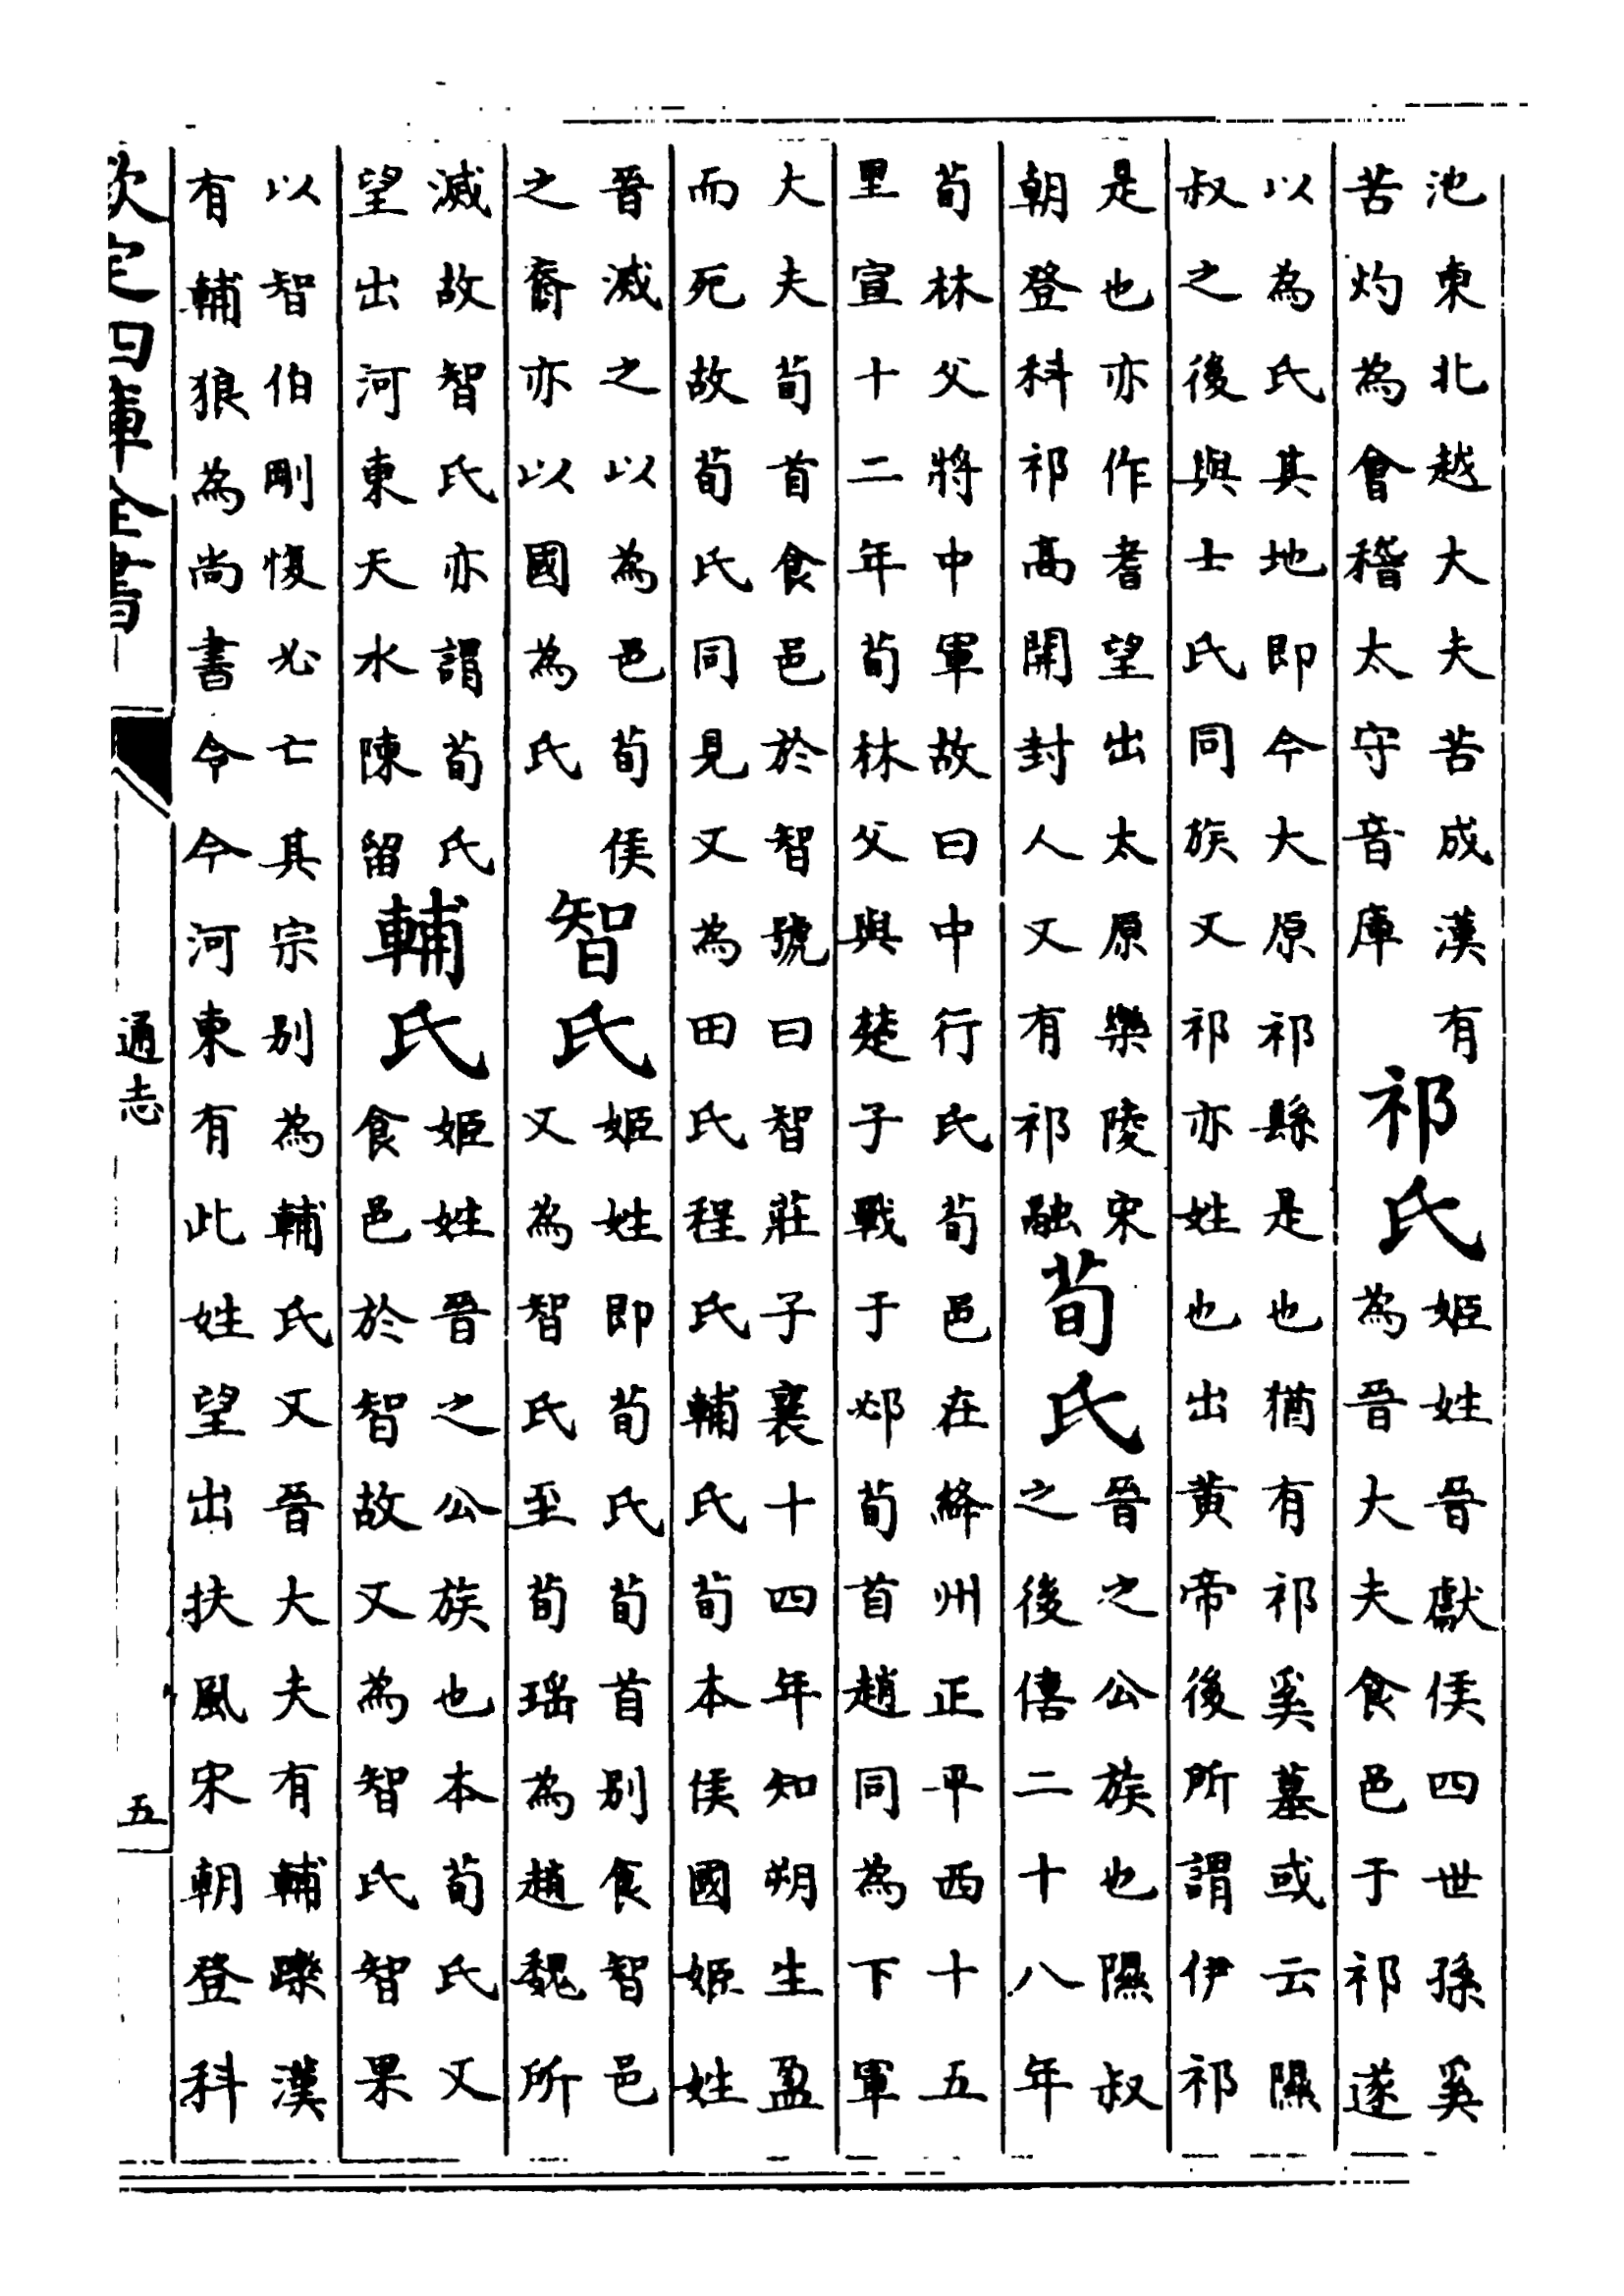 池東北越大夫苦成漢有
苦灼為會稽太守音庫
祁氏
姬姓晉獻侯四世孫奚
為晉大夫食邑于祁遂
以為氏其地即今大原祁縣是也猶有祁奚墓或云隰
叔之後與士氏同族又祁亦姓也出黄帝後所謂伊祁
是也亦作耆望出太原樂陵宋
朝登科祁髙開封人又有祁融
荀氏
晉之公族也隰叔
之後僖二十八年
荀林父將中軍故曰中行氏荀邑在絳州正平西十五
里宣十二年荀林父與楚子戰于邲荀首趙同為下軍
大夫荀首食邑於智號曰智莊子襄十四年知朔生盈
而死故荀氏同見又為田氏程氏輔氏荀本侯國姬姓
晉滅之以為邑荀侯
之裔亦以國為氏
智氏
姬姓即荀氏荀首别食智邑
又為智氏至荀瑶為趙魏所
滅故智氏亦謂荀氏
望出河東天水陳留
輔氏
姬姓晉之公族也本荀氏又
食邑於智故又為智氏智果
以智伯剛愎必亡其宗别為輔氏又晉大夫有輔躒漢
有輔狼為尚書令今河東有此姓望出扶風宋朝登科
欽定四庫全書
通志
五